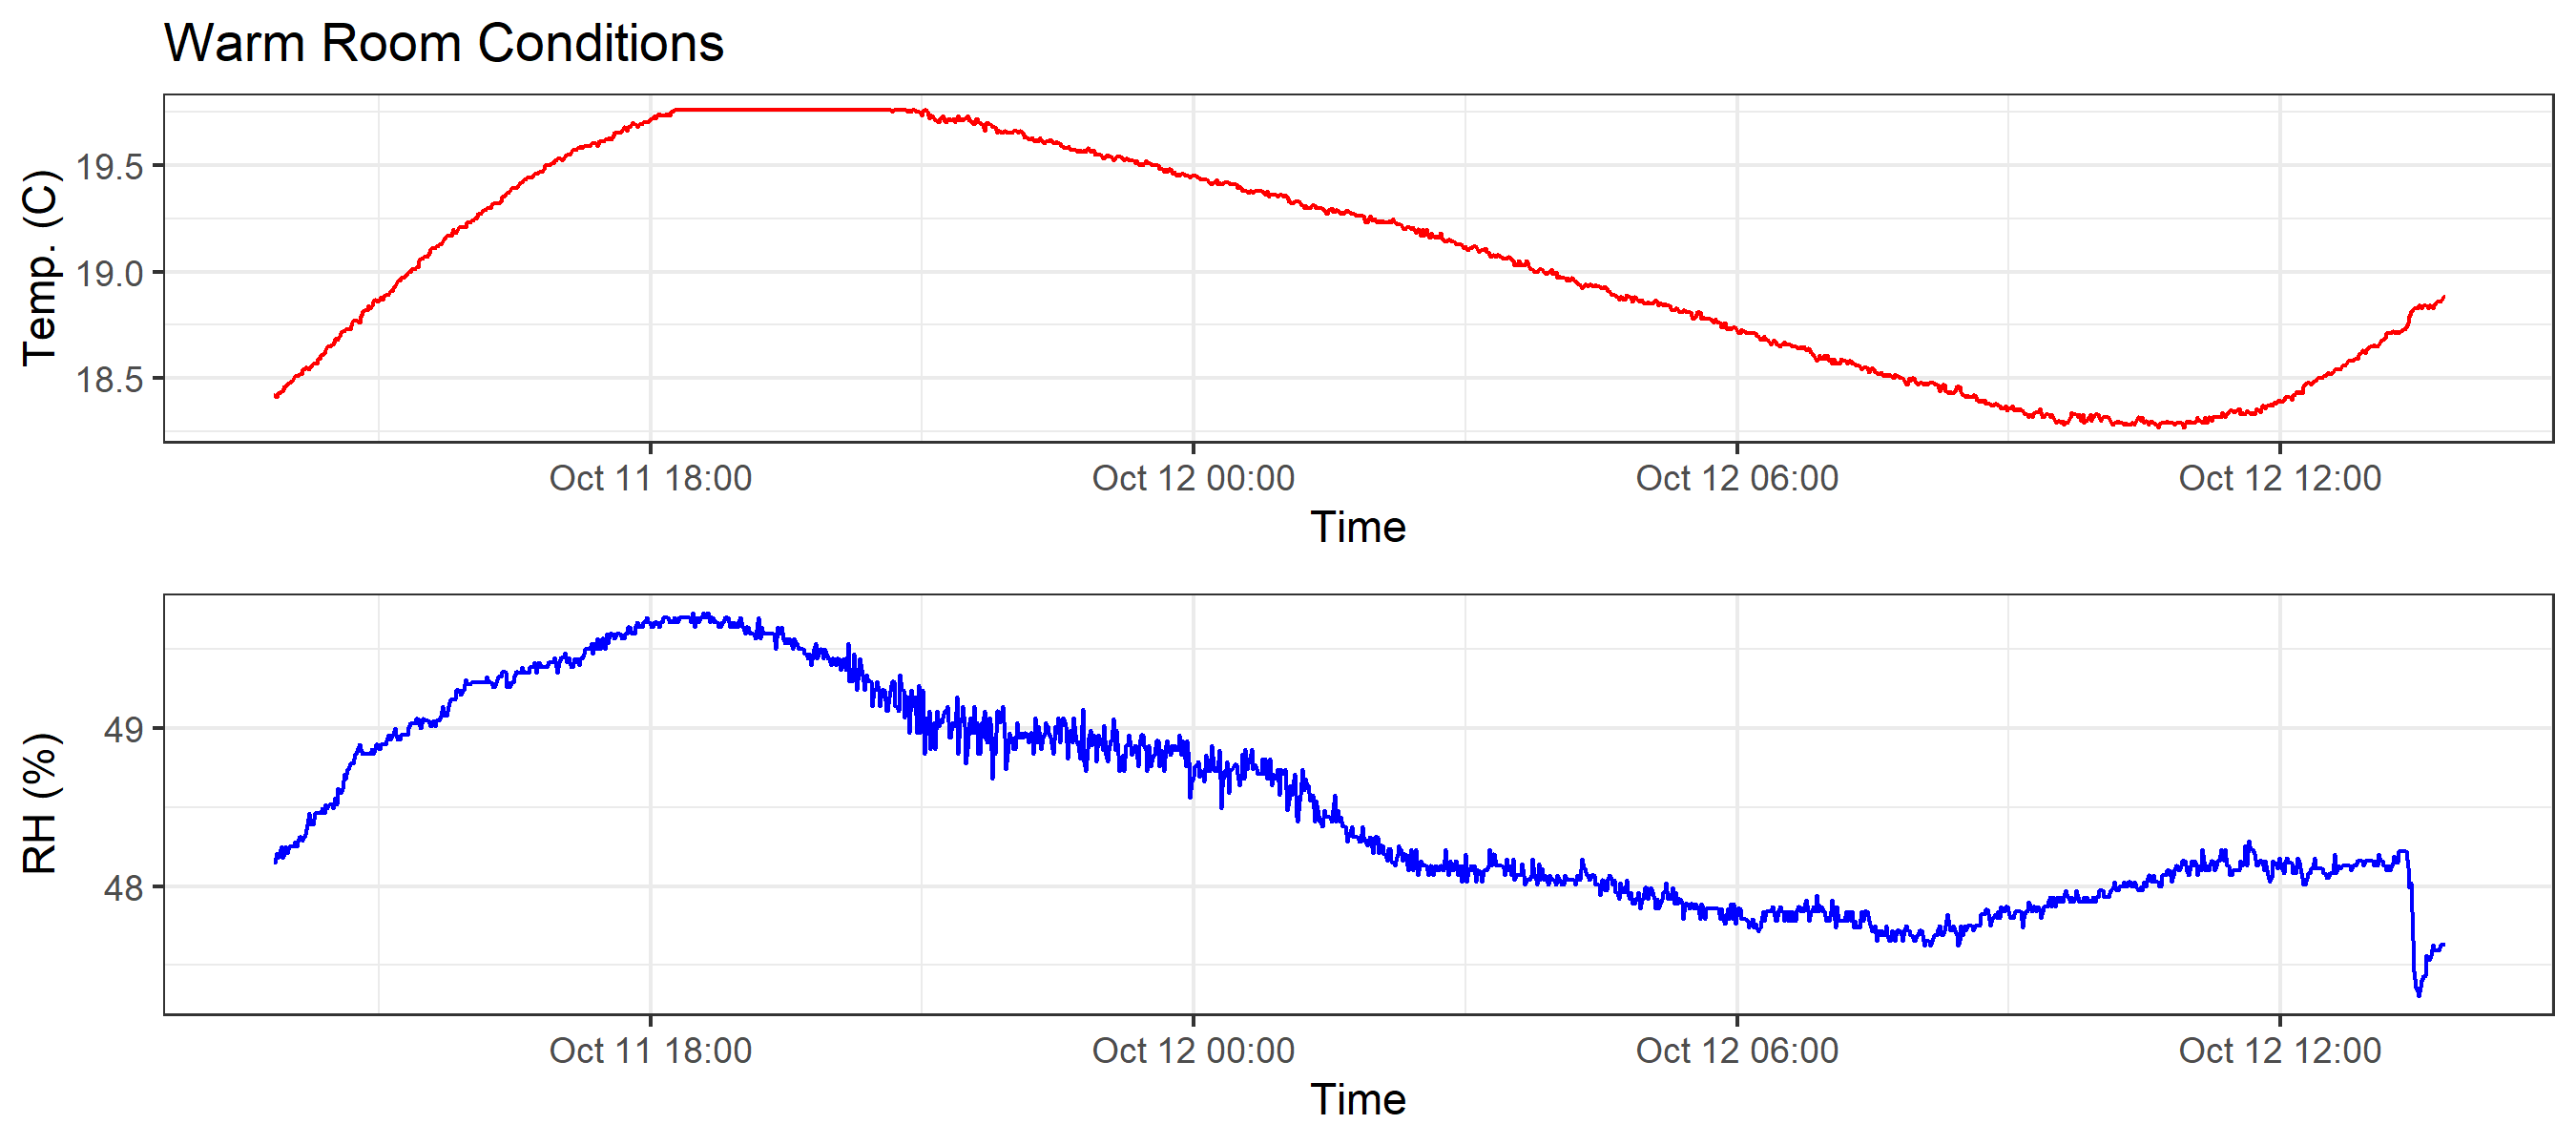 Warm Room Conditions
Temp. (C)
19.5
19.0
18.5
Oct 11 18:00 Oct 12 00:00 Oct 12 06:00 Oct 12 12:00
Time
RH (%)
49
48
Oct 11 18:00 Oct 12 00:00 Oct 12 06:00 Oct 12 12:00
Time